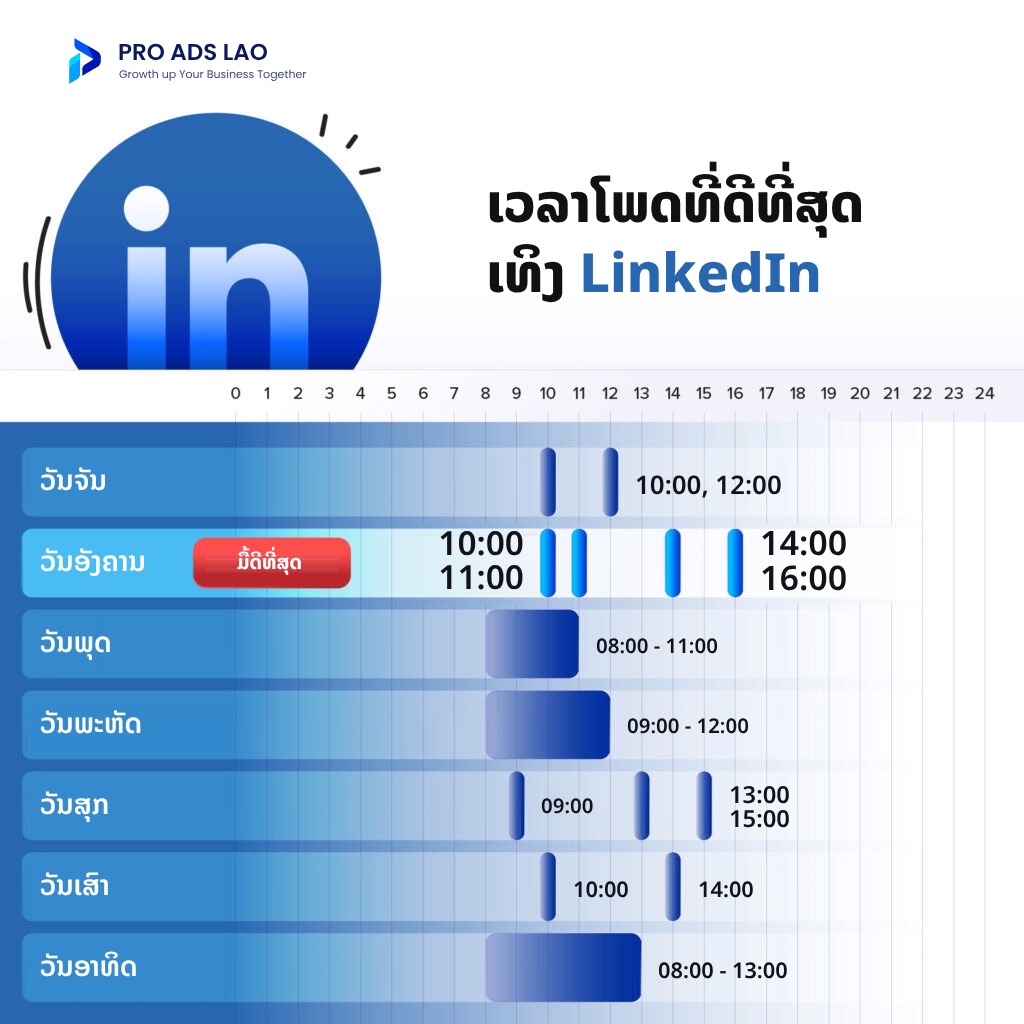 PRO ADS LAO
Growth up Your Business Together
in
ເວລາໂພດທີ່ດີທີ່ສຸດ
ເທິງ LinkedIn
0 1 2 3 4 5 6 7 8 9 10 11 12 13 14 15 16 17 18 19 20 21 22 23 24
ວັນຈັນ
10:00, 12:00
ວັນອັງຄານ
ມື້ດີທີ່ສຸດ
10:00
11:00
14:00
16:00
ວັນພຸດ
08:00 - 11:00
ວັນພະຫັດ
09:00 - 12:00
ວັນສຸກ
09:00
13:00
15:00
ວັນເສົາ
10:00
14:00
ວັນອາທິດ
08:00 - 13:00